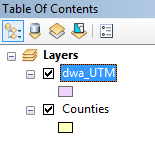 Table Of Contents
Layers
dwa_UTM
Counties